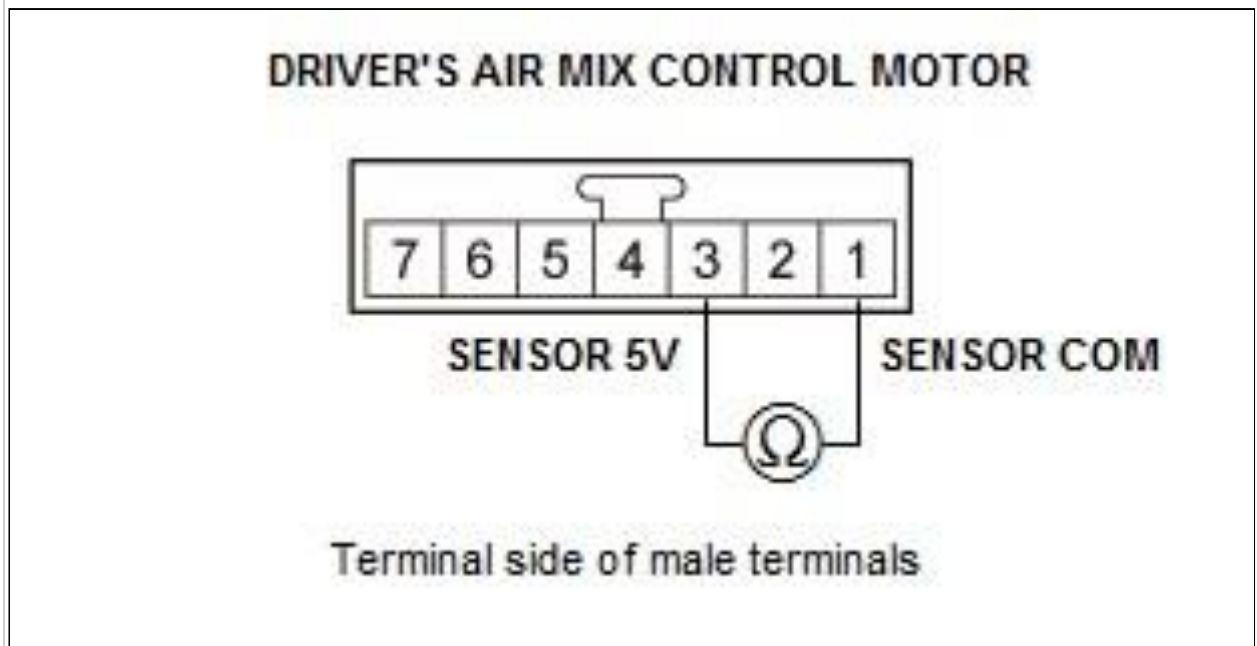 DRIVER'S AIR MIX CONTROL MOTOR
7 6 5 4 3 2 1
SENSOR 5V SENSOR COM
Ω
Terminal side of male terminals